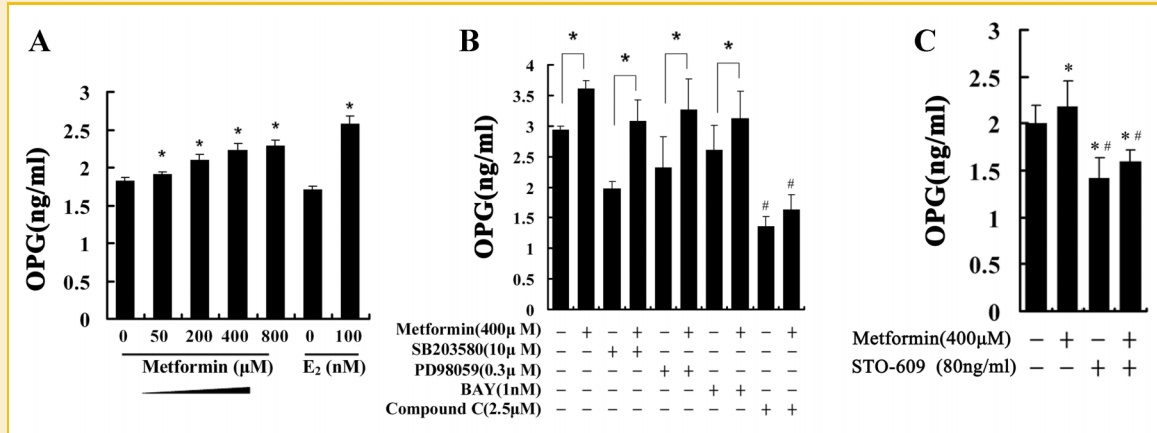 A
OPG(ng/ml)
3
2.5
2
1.5
1
0.5
0
* * * * *
0 50 200 400 800 0 100
Metformin (μM) E₂ (nM)
B
OPG(ng/ml)
4
3.5
3
2.5
2
1.5
1
0.5
0
* * * *
# #
Metformin(400μ M) − + − + − + − + − +
SB203580(10μ M) − − + + − − − − − −
PD98059(0.3μ M) − − − − + + − − − −
BAY(1nM) − − − − − − + + − −
Compound C(2.5μM) − − − − − − − − + +
C
OPG(ng/ml)
3
2.5
2
1.5
1
0.5
0
* *# *#
Metformin(400μM) − + − +
STO-609 (80ng/ml) − − + +